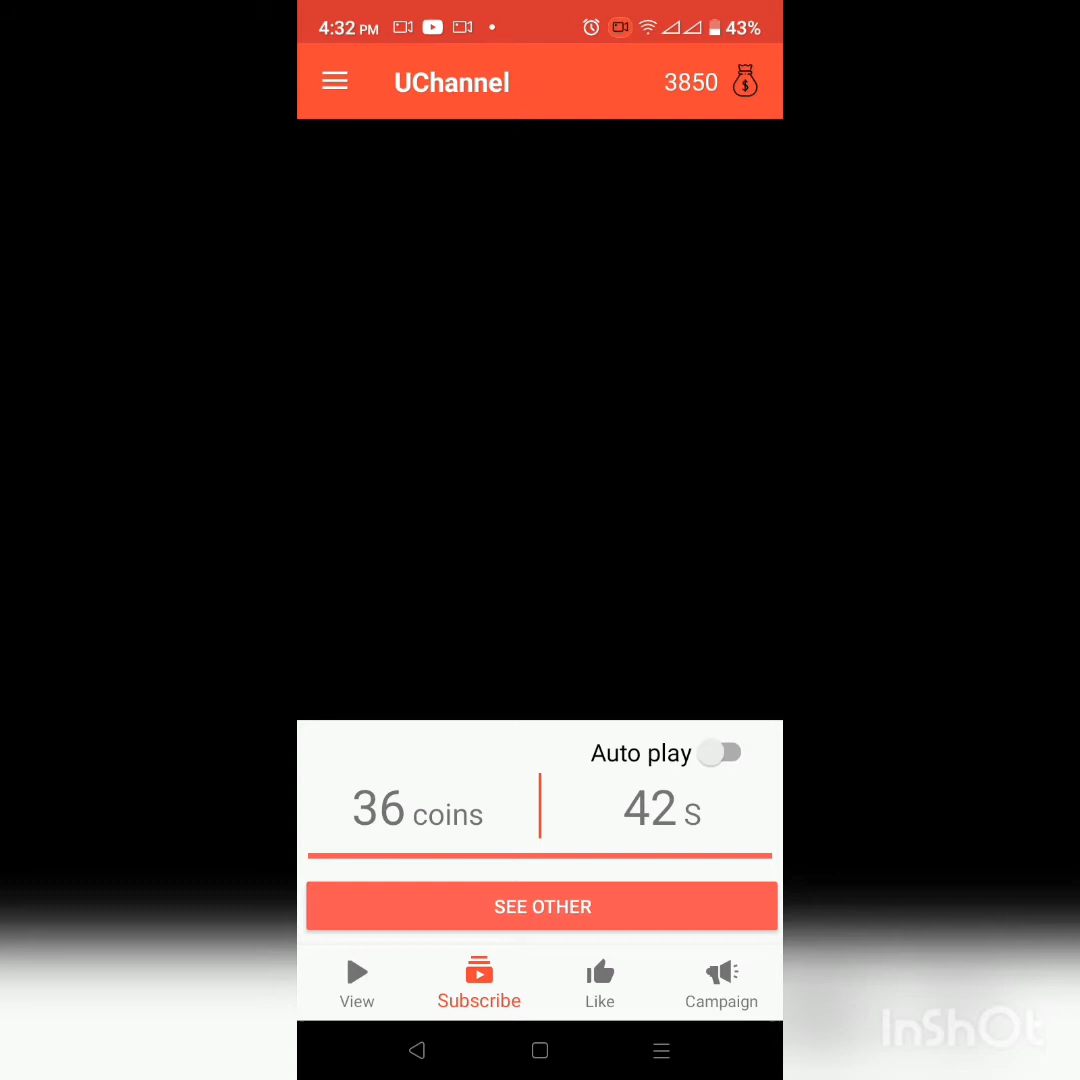 4:32 PM 43%
UChannel 3850
Auto play
36 coins 42 S
SEE OTHER
View Subscribe Like Campaign
InShOt